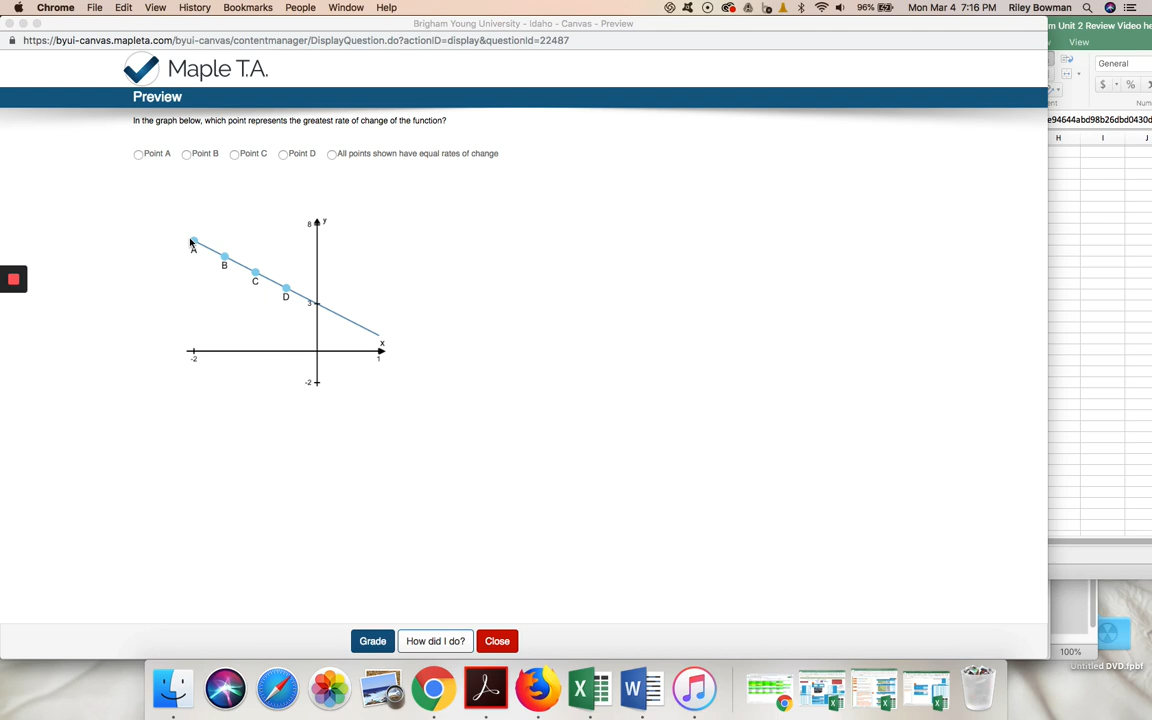 Chrome File Edit View History Bookmarks People Window Help 96% Mon Mar 4 7:16 PM Riley Bowman
Brigham Young University - Idaho - Canvas - Preview
https://byui-canvas.mapleta.com/byui-canvas/contentmanager/DisplayQuestion.do?actionID=display&questionId=22487
m Unit 2 Review Video he
View
General
$ %
Num
e94644abd98b26dbd0430d
H I J
Maple T.A.
Preview
In the graph below, which point represents the greatest rate of change of the function?
Point A Point B Point C Point D All points shown have equal rates of change
8 y
A
B
C
D
3
x
-2 1
-2
Grade How did I do? Close
100%
Untitled DVD.fpbf